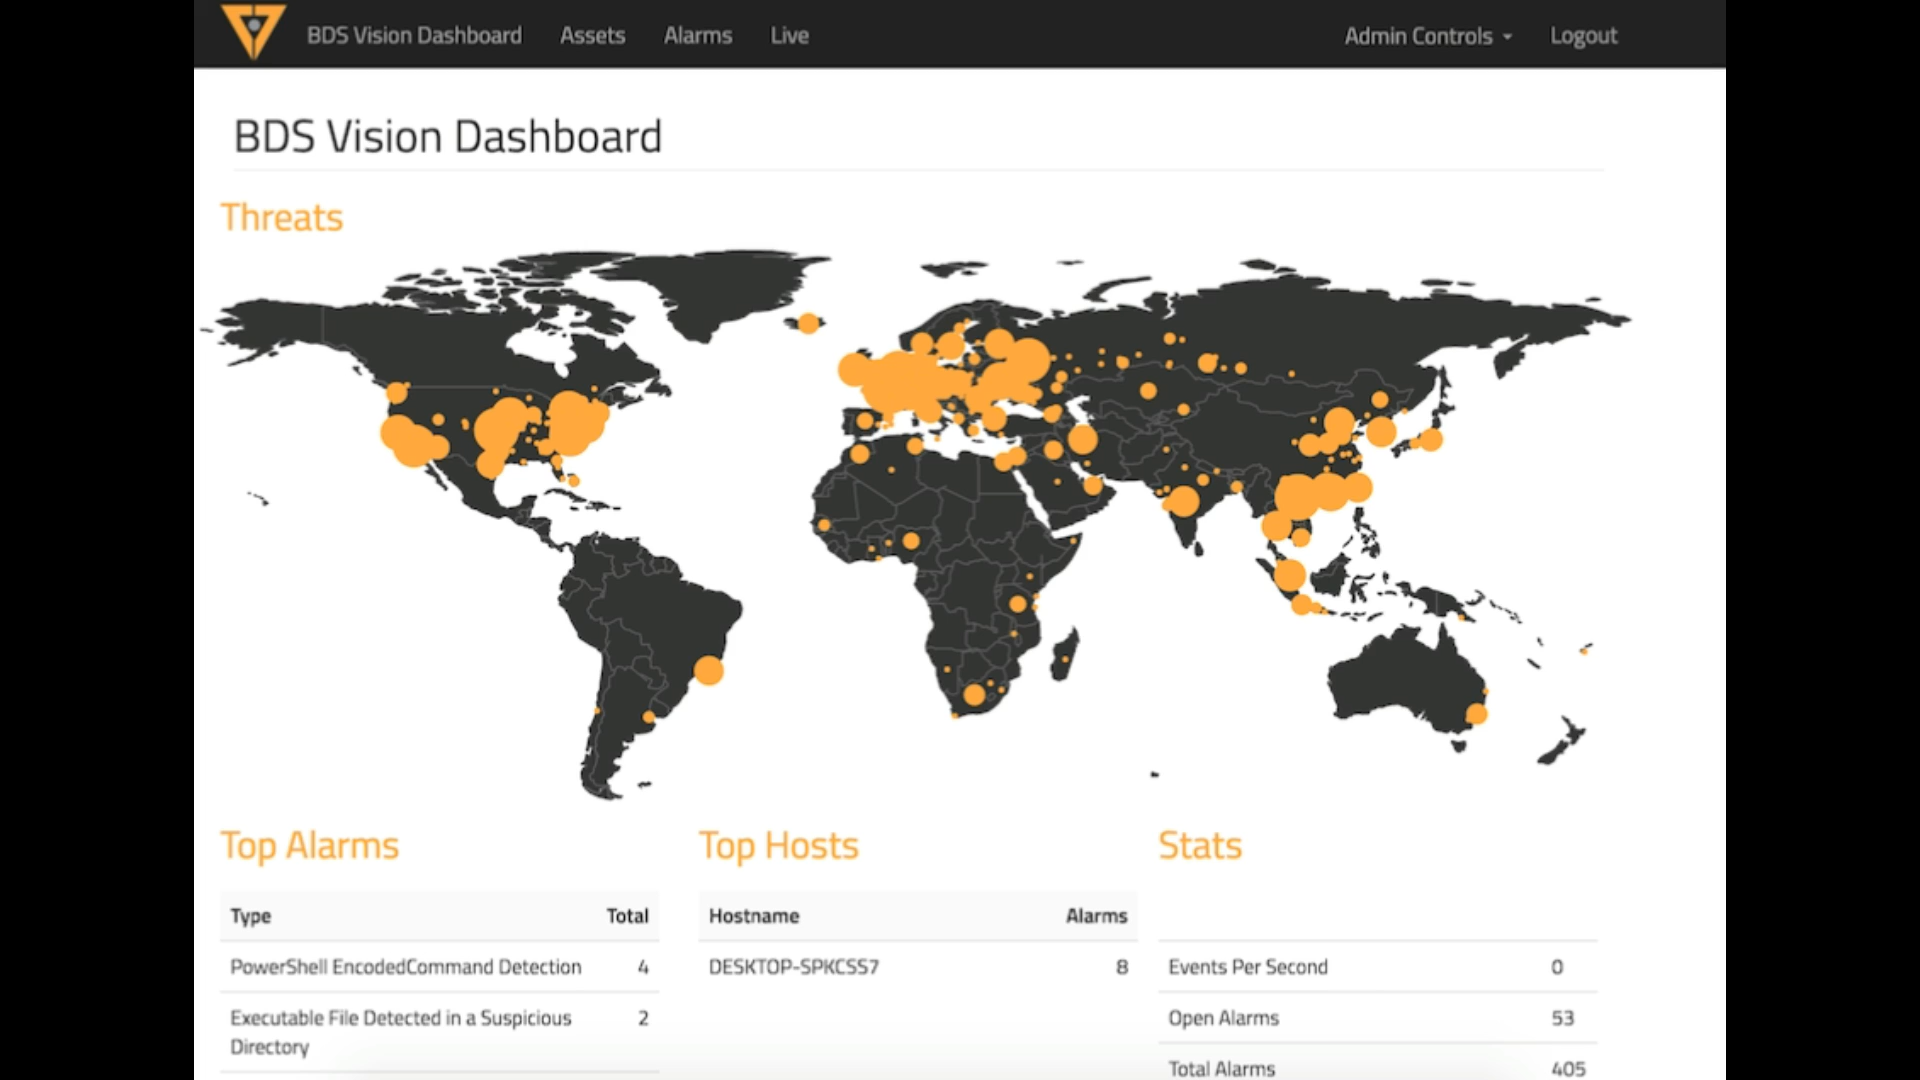 BDS Vision Dashboard Assets Alarms Live Admin Controls Logout
BDS Vision Dashboard
Threats
Top Alarms
Type Total
PowerShell EncodedCommand Detection 4
Executable File Detected in a Suspicious 2
Directory
Top Hosts
Hostname Alarms
DESKTOP-SPKCSS7 8
Stats
Events Per Second 0
Open Alarms 53
Total Alarms 405